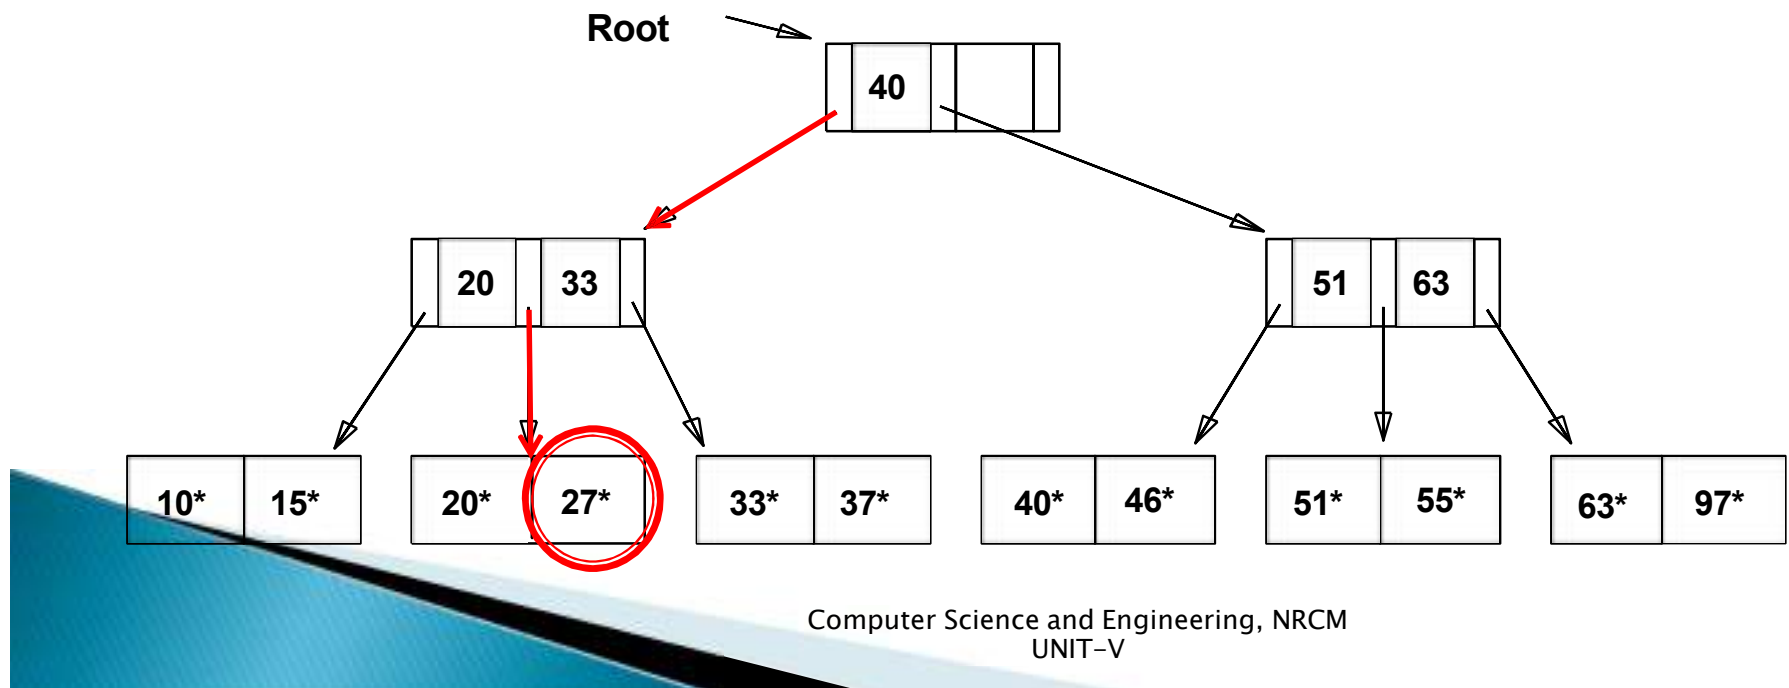 Root
40
20 33
51 63
10* 15* 20* 27* 33* 37* 40* 46* 51* 55* 63* 97*
Computer Science and Engineering, NRCM
UNIT-V